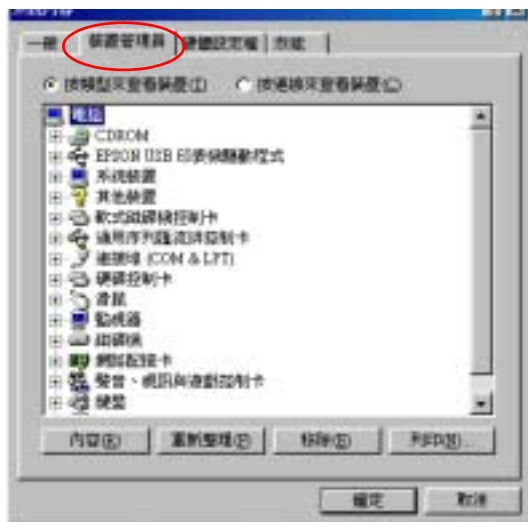 一般 裝置管理員 硬體設定檔 效能
按類型來查看裝置(T) 按連線來查看裝置(C)
電腦
CDROM
EPSON USB 印表機驅動程式
系統裝置
其他裝置
軟式磁碟機控制卡
通用序列匯流排控制卡
連接埠 (COM & LPT)
硬碟控制卡
滑鼠
監視器
磁碟機
網路配接卡
聲音、視訊與遊戲控制卡
鍵盤
內容(R) 重新整理(F) 移除(E) 列印(N)...
確定 取消